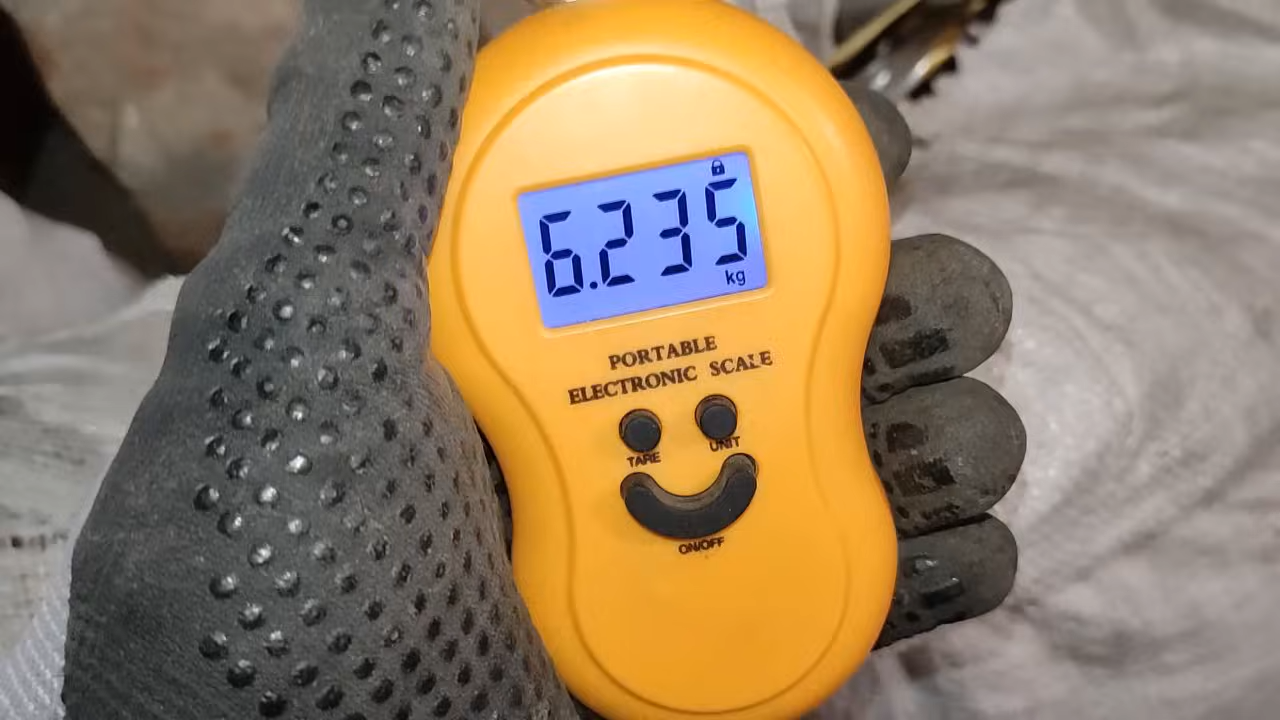 6.235
kg
PORTABLE
ELECTRONIC SCALE
TARE
UNIT
ON/OFF